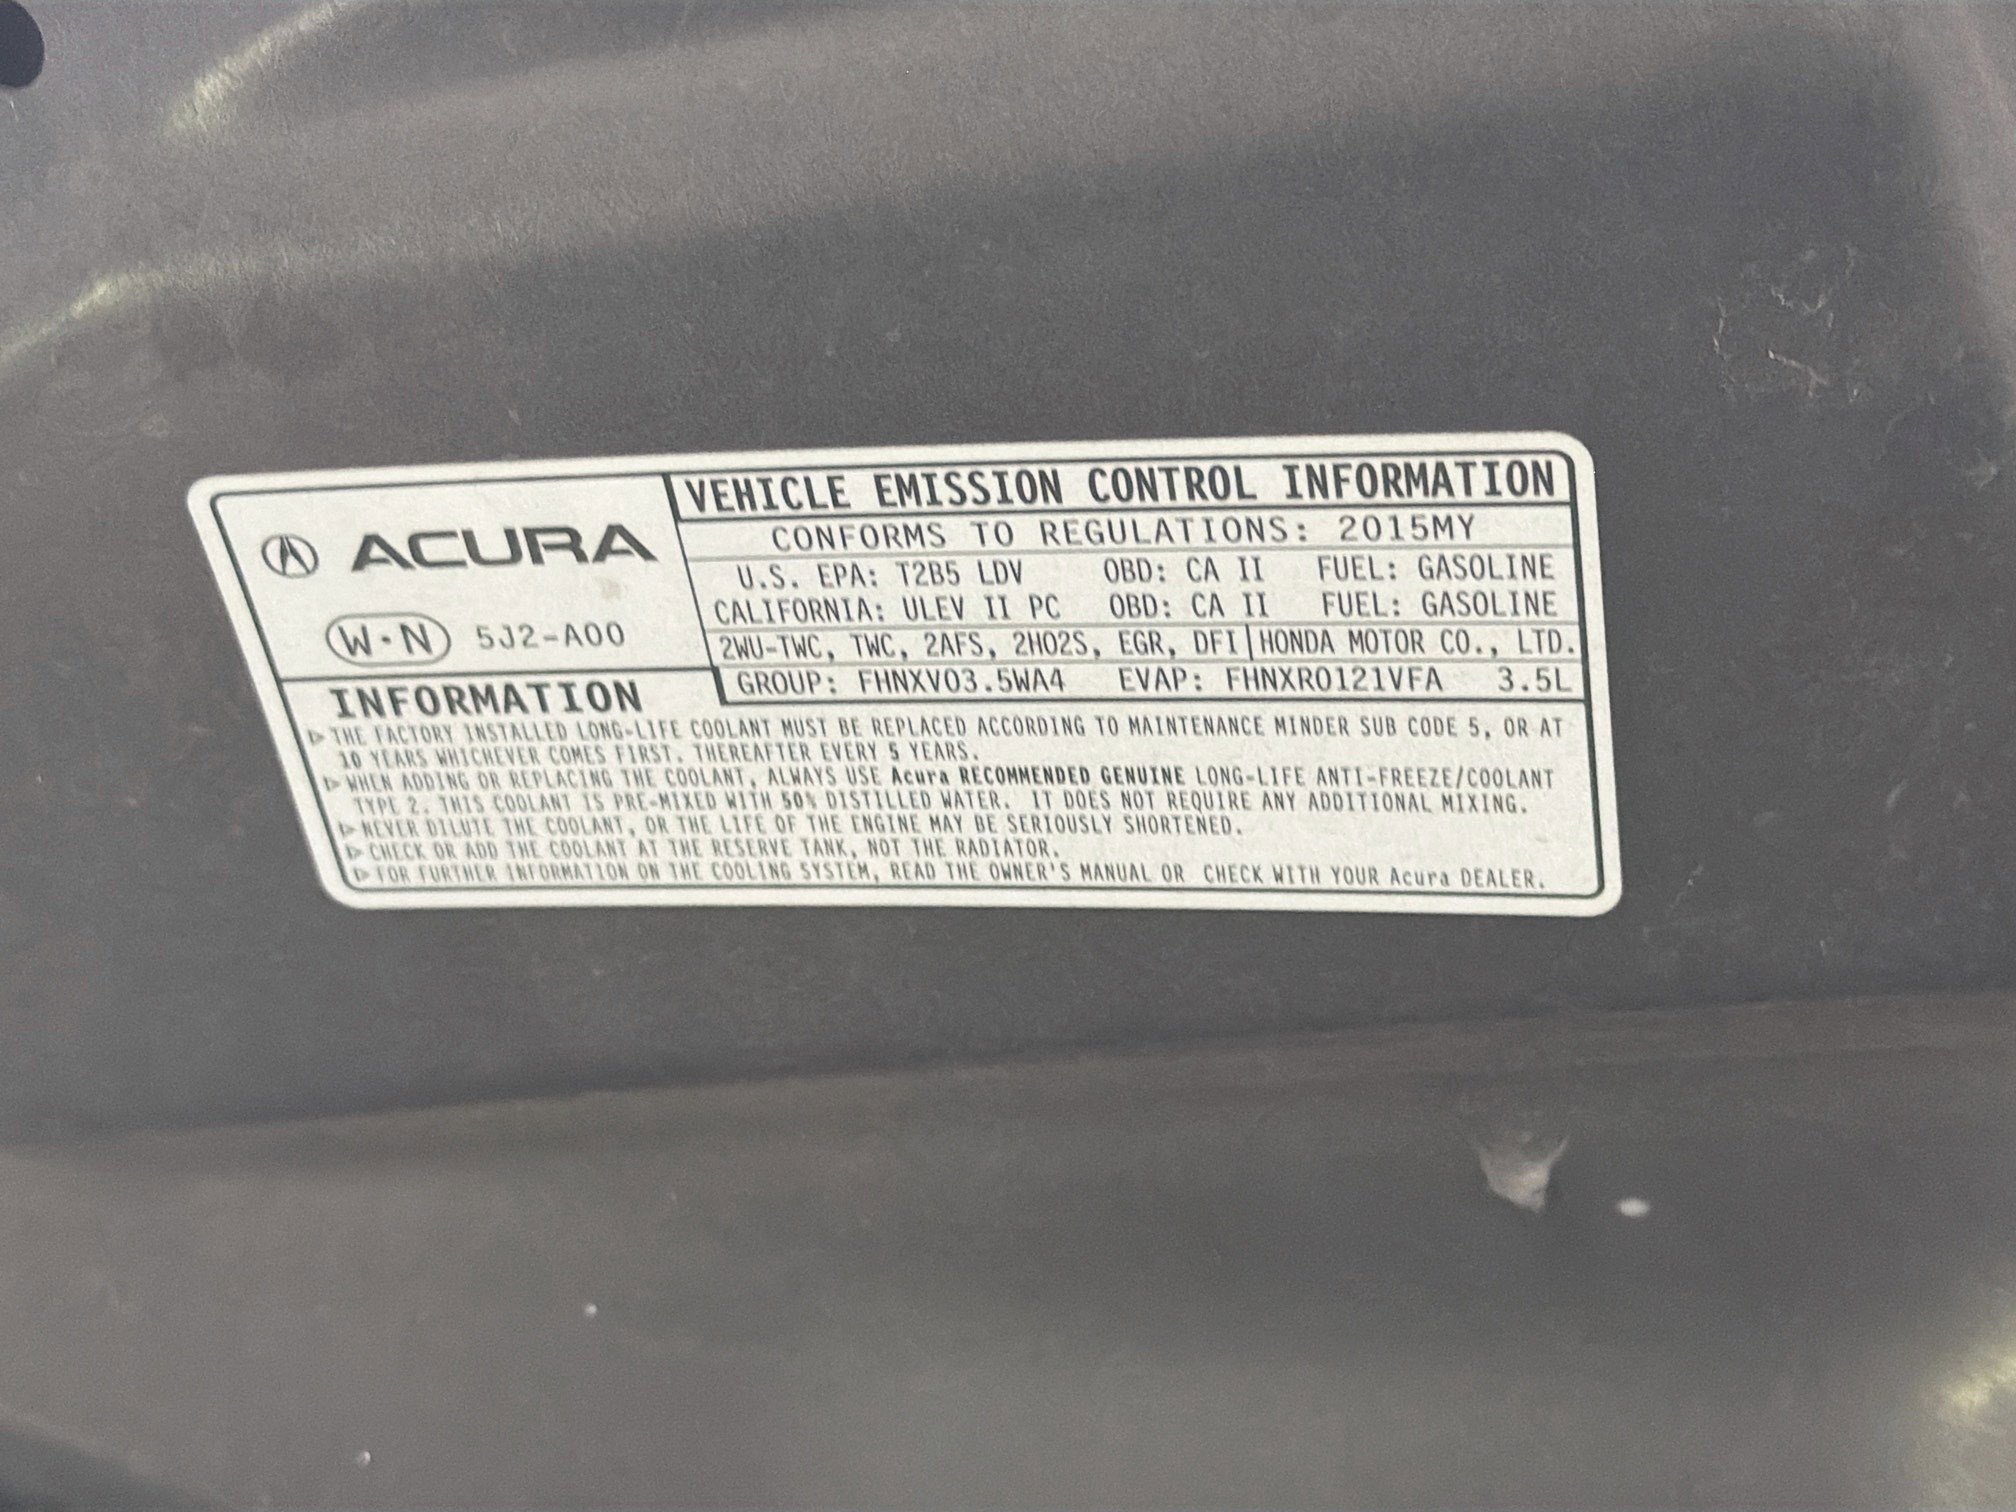 ACURA
W·N 5J2-A00
VEHICLE EMISSION CONTROL INFORMATION
CONFORMS TO REGULATIONS: 2015MY
U.S. EPA: T2B5 LDV OBD: CA II FUEL: GASOLINE
CALIFORNIA: ULEV II PC OBD: CA II FUEL: GASOLINE
2WU-TWC, TWC, 2AFS, 2HO2S, EGR, DFI HONDA MOTOR CO., LTD.
GROUP: FHNXV03.5WA4 EVAP: FHNXR0121VFA 3.5L
INFORMATION
▷ THE FACTORY INSTALLED LONG-LIFE COOLANT MUST BE REPLACED ACCORDING TO MAINTENANCE MINDER SUB CODE 5, OR AT
10 YEARS WHICHEVER COMES FIRST. THEREAFTER EVERY 5 YEARS.
▷ WHEN ADDING OR REPLACING THE COOLANT, ALWAYS USE Acura RECOMMENDED GENUINE LONG-LIFE ANTI-FREEZE/COOLANT
TYPE 2. THIS COOLANT IS PRE-MIXED WITH 50% DISTILLED WATER. IT DOES NOT REQUIRE ANY ADDITIONAL MIXING.
▷ NEVER DILUTE THE COOLANT, OR THE LIFE OF THE ENGINE MAY BE SERIOUSLY SHORTENED.
▷ CHECK OR ADD THE COOLANT AT THE RESERVE TANK, NOT THE RADIATOR.
▷ FOR FURTHER INFORMATION ON THE COOLING SYSTEM, READ THE OWNER'S MANUAL OR CHECK WITH YOUR Acura DEALER.